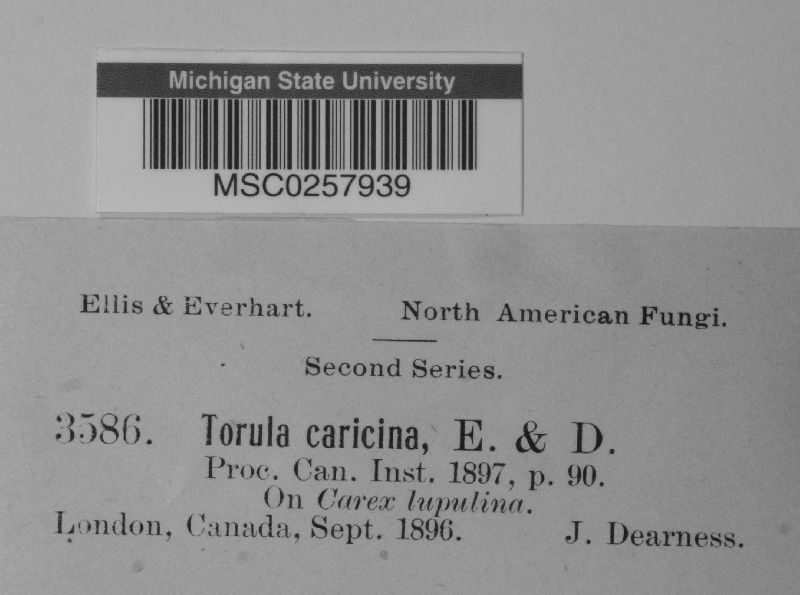 Michigan State University
MSC0257939
Ellis & Everhart. North American Fungi.
Second Series.
3586. Torula caricina, E. & D.
Proc. Can. Inst. 1897, p. 90.
On Carex lupulina.
London, Canada, Sept. 1896. J. Dearness.